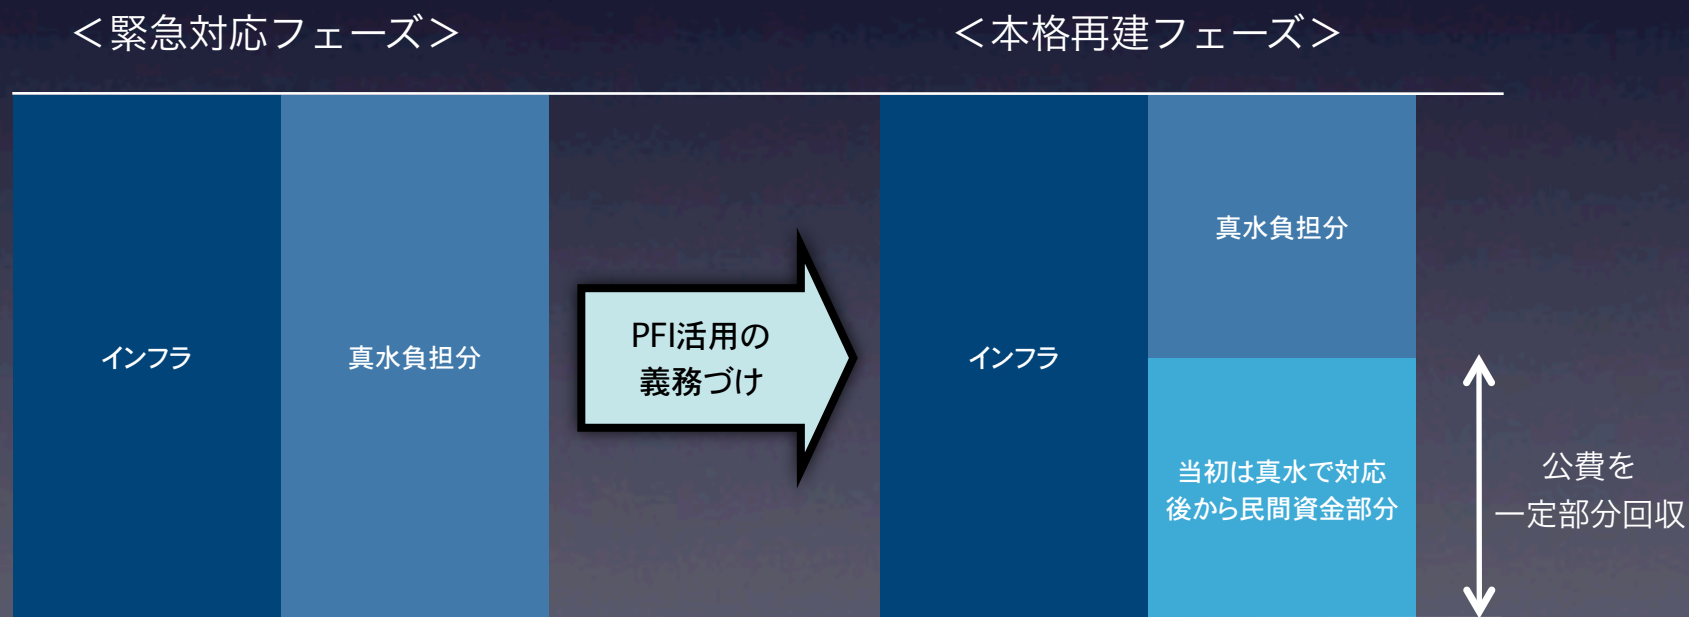 ＜緊急対応フェーズ＞
＜本格再建フェーズ＞
インフラ
真水負担分
PFI活用の
義務づけ
インフラ
真水負担分
当初は真水で対応
後から民間資金部分
公費を
一定部分回収